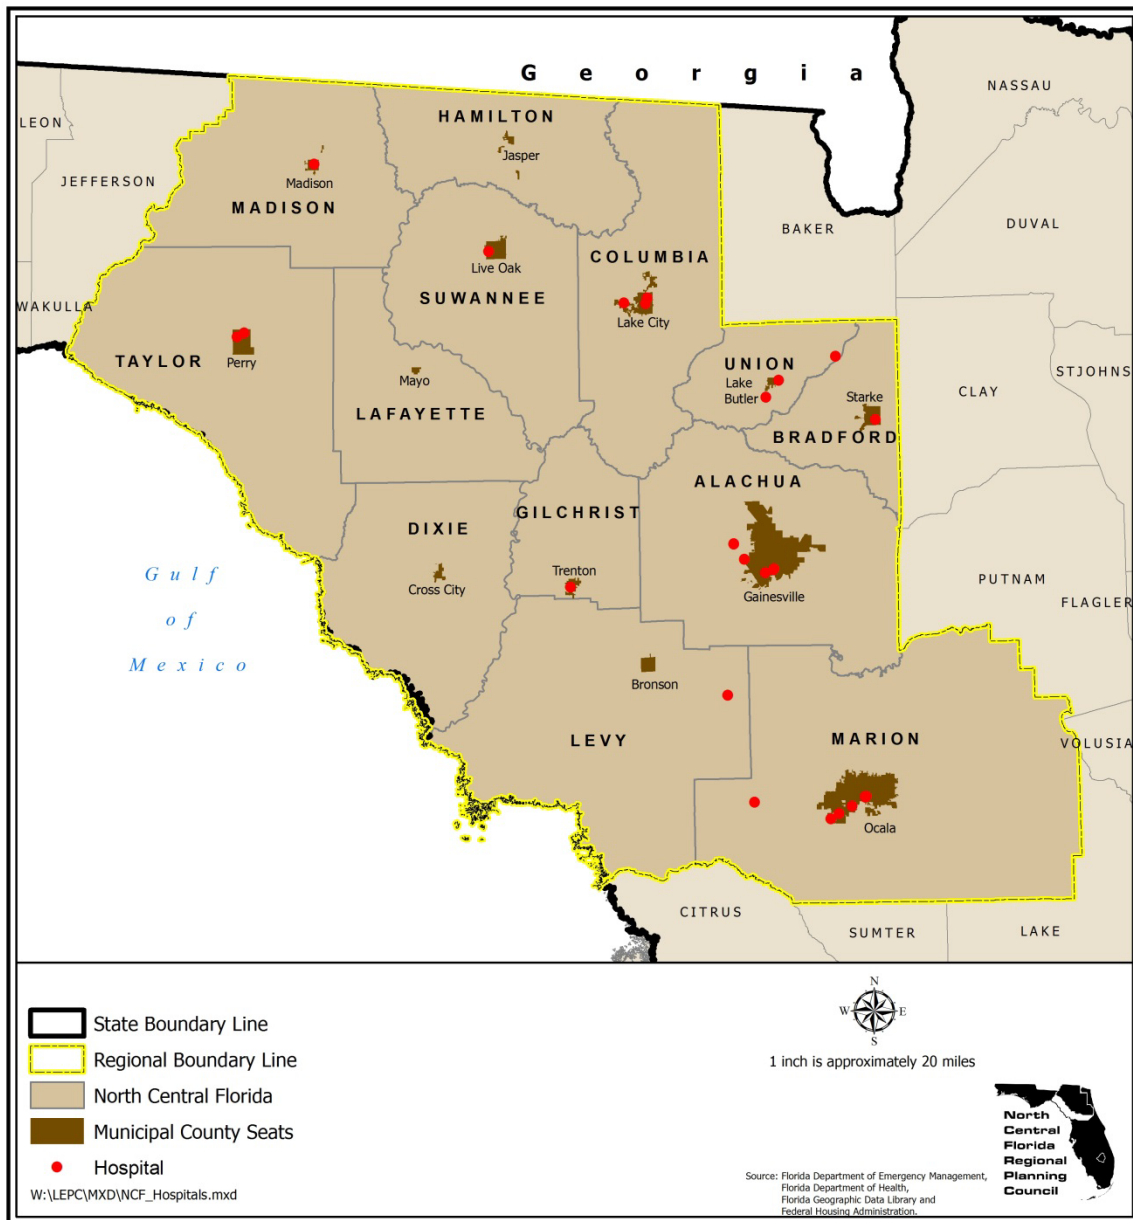 Georgia
NASSAU
HAMILTON
LEON
Jasper
JEFFERSON
Madison
MADISON
DUVAL
BAKER
COLUMBIA
Live Oak
SUWANNEE
WAKULLA
Lake City
TAYLOR
Perry
UNION
STJOHNS
Mayo
Lake
Butler
Starke
CLAY
LAFAYETTE
BRADFORD
ALACHUA
GILCHRIST
DIXIE
Gulf
of
Mexico
Trenton
Cross City
Gainesville
PUTNAM
FLAGLER
Bronson
LEVY
MARION
VOLUSIA
Ocala
CITRUS
SUMTER
LAKE
State Boundary Line
Regional Boundary Line
North Central Florida
Municipal County Seats
Hospital
W:\LEPC\MXD\NCF_Hospitals.mxd
N
W
E
S
1 inch is approximately 20 miles
North
Central
Florida
Regional
Planning
Council
Source: Florida Department of Emergency Management,
Florida Department of Health,
Florida Geographic Data Library and
Federal Housing Administration.